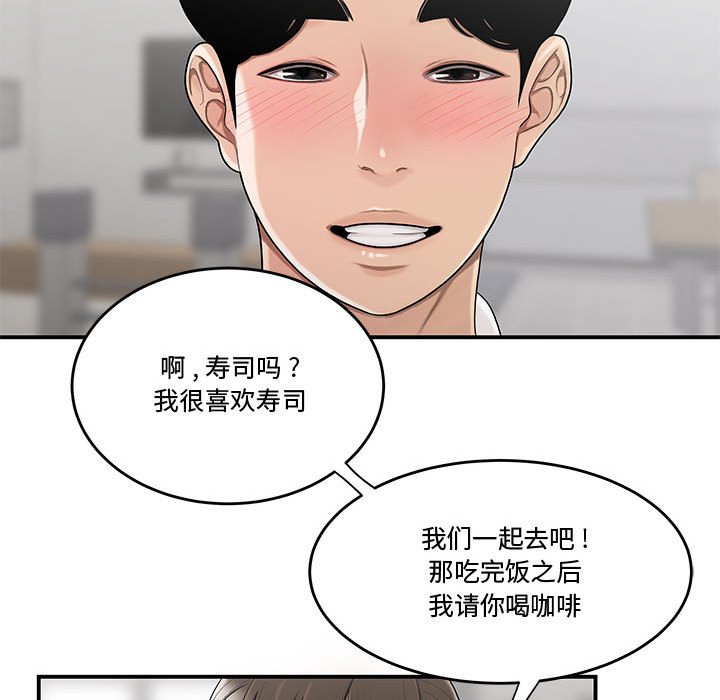 啊，寿司吗？
我很喜欢寿司
我们一起去吧！
那吃完饭之后
我请你喝咖啡